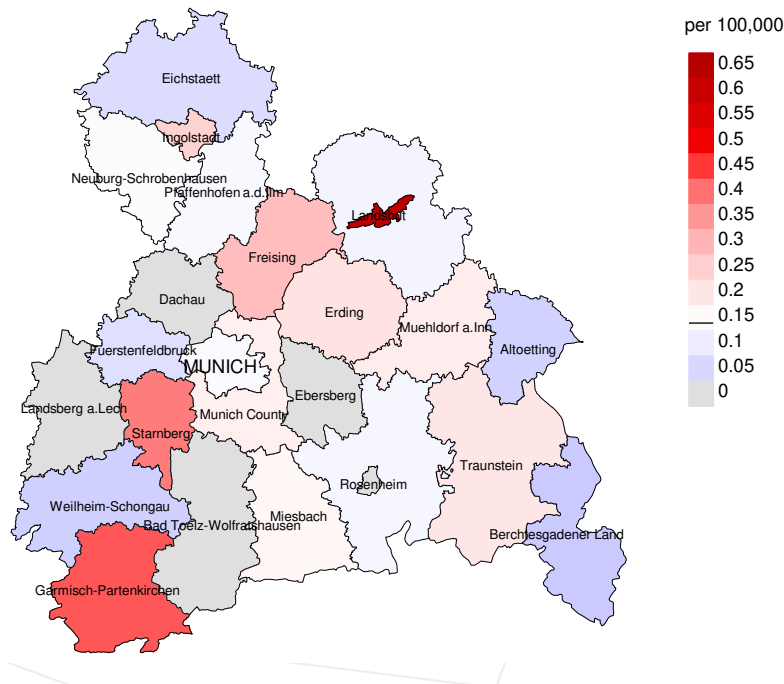 per 100,000
0.65
0.6
0.55
0.5
0.45
0.4
0.35
0.3
0.25
0.2
0.15
0.1
0.05
0
Eichstaett
Ingolstadt
Neuburg-Schrobenhausen
Pfaffenhofen a.d.Ilm
Landshut
Freising
Dachau
Erding
Muehldorf a.Inn
Fuerstenfeldbruck
Altoetting
MUNICH
Ebersberg
Landsberg a.Lech
Munich County
Starnberg
Traunstein
Rosenheim
Weilheim-Schongau
Miesbach
Bad Toelz-Wolfratshausen
Berchtesgadener Land
Garmisch-Partenkirchen